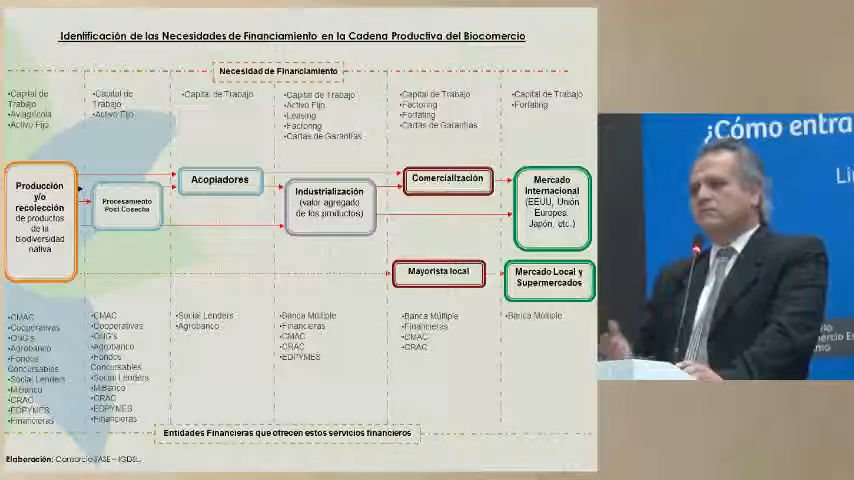 Identificación de las Necesidades de Financiamiento en la Cadena Productiva del Biocomercio
Necesidad de Financiamiento
•Capital de
Trabajo
•Avíagrícola
•Activo Fijo
•Capital de
Trabajo
•Activo Fijo
•Capital de Trabajo
•Capital de Trabajo
•Activo Fijo
•Leasing
•Factoring
•Cartas de Garantías
•Capital de Trabajo
•Factoring
•Forfaiting
•Cartas de Garantías
•Capital de Trabajo
•Forfaiting
Producción
y/o
recolección
de productos
de la
biodiversidad
nativa
Procesamiento
Post Cosecha
Acopiadores
Industrialización
(valor agregado
de los productos)
Comercialización
Mercado
Internacional
(EEUU, Unión
Europea,
Japón, etc.)
Mayorista local
Mercado Local y
Supermercados
•CMAC
•Cooperativas
•ONG's
•Agrobanco
•Fondos
Concursables
•Social Lenders
•MiBanco
•CRAC
•EDPYMES
•Financieras
•CMAC
•Cooperativas
•ONG's
•Agrobanco
•Fondos
Concursables
•Social Lenders
•MiBanco
•CRAC
•EDPYMES
•Financieras
•Social Lenders
•Agrobanco
•Banca Múltiple
•Financieras
•CMAC
•CRAC
•EDPYMES
•Banca Múltiple
•Financieras
•CMAC
•CRAC
•Banca Múltiple
Entidades Financieras que ofrecen estos servicios financieros
Elaboración: Consorcio FASE – IGDSL.
¿Cómo entra
Li